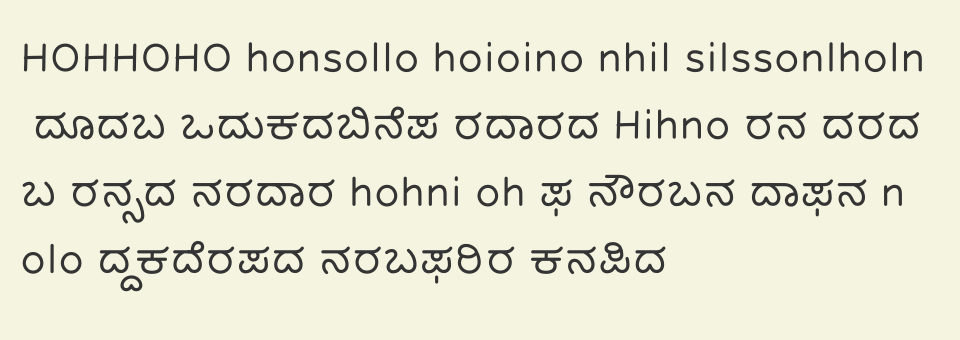 HOHHOHO honsollo hoioino nhil silssonlholn
ದೂದಬ ಒದುಕದಬಿನೆಪ ರದಾರದ Hihno ರನ ದರದ
ಬ ರನ್ಸದ ನರದಾರ hohni oh ಫ ನೌರಬನ ದಾಫನ n
olo ದ್ದಕದೆರಪದ ನರಬಫರಿರ ಕನಪಿದ